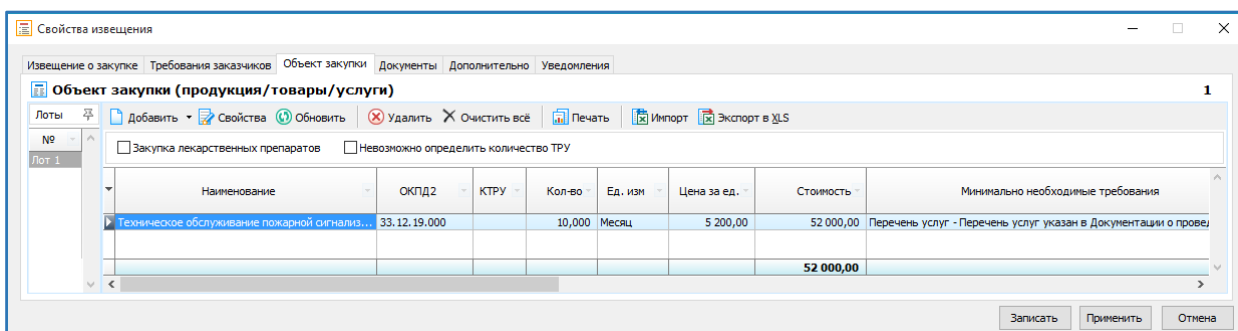 Свойства извещения
Извещение о закупке Требования заказчиков Объект закупки Документы Дополнительно Уведомления
Объект закупки (продукция/товары/услуги) 1
Лоты Добавить Свойства Обновить Удалить Очистить всё Печать Импорт Экспорт в XLS
№ Закупка лекарственных препаратов Невозможно определить количество ТРУ
Лот 1
Наименование ОКПД2 КТРУ Кол-во Ед. изм Цена за ед. Стоимость Минимально необходимые требования
Техническое обслуживание пожарной сигнализ... 33.12.19.000 10,000 Месяц 5 200,00 52 000,00 Перечень услуг - Перечень услуг указан в Документации о провед
52 000,00
Записать Применить Отмена